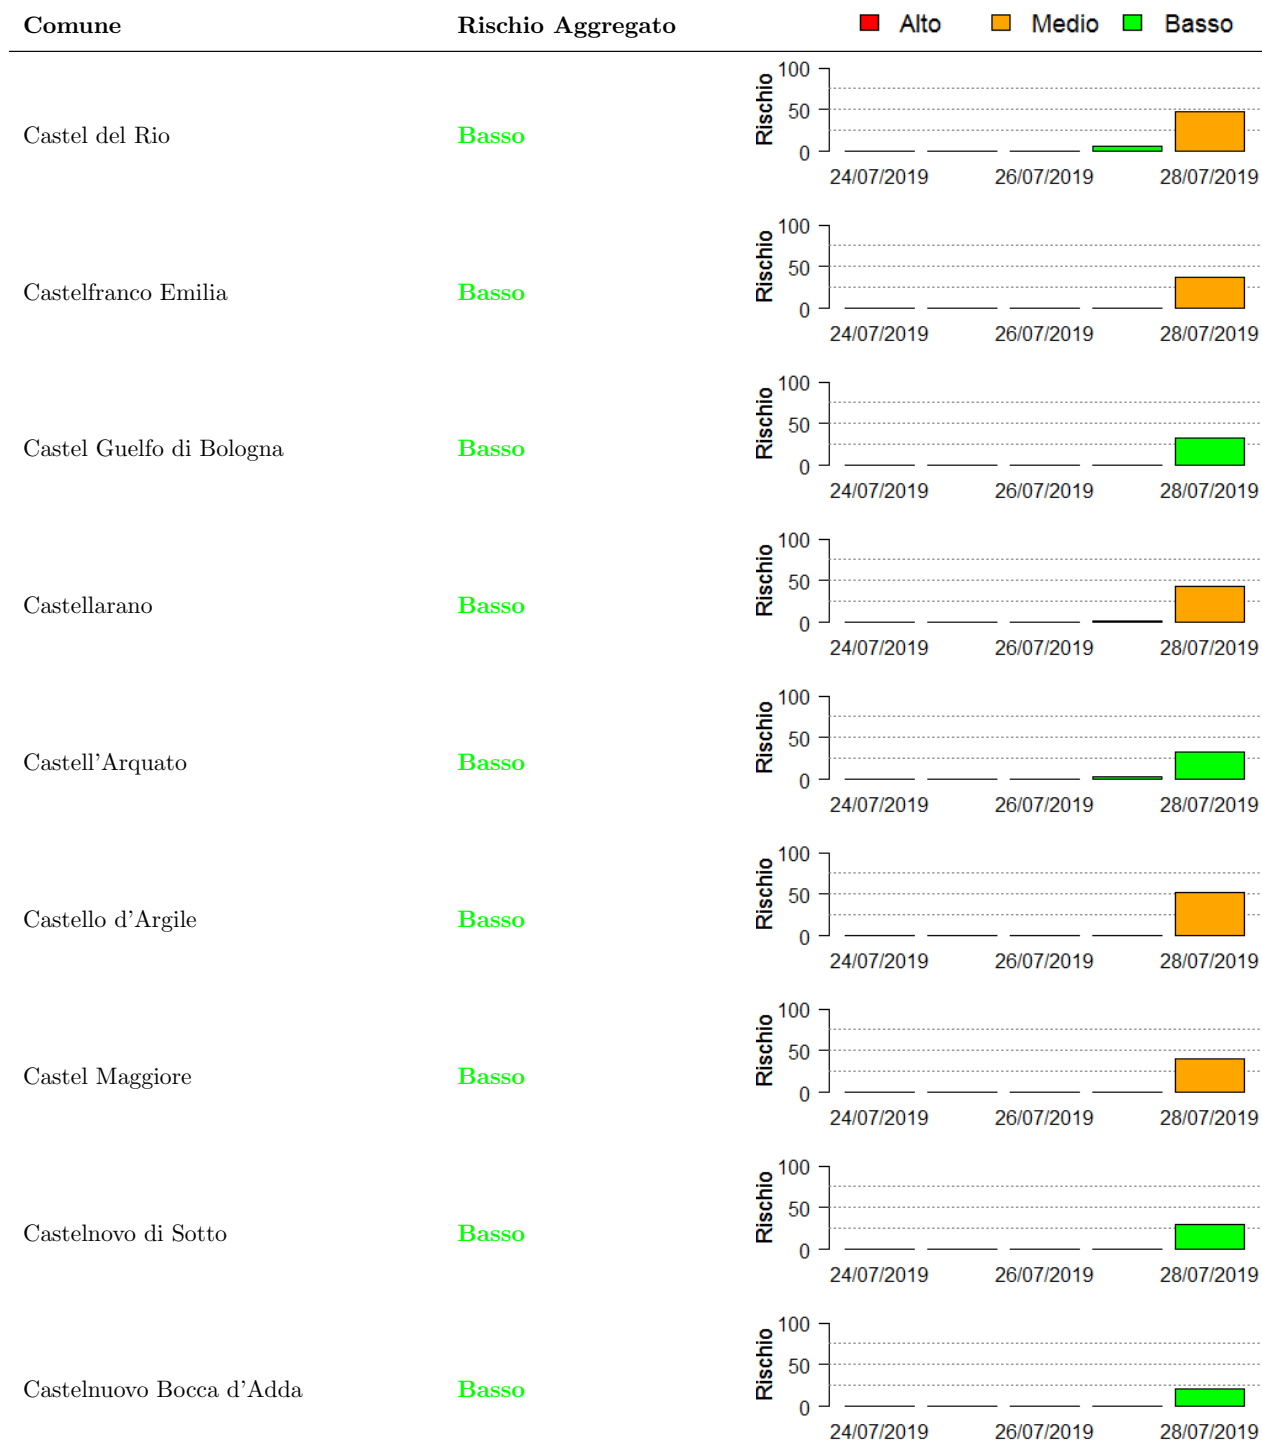 Comune Rischio Aggregato Alto Medio Basso
100
50
0
Rischio
Castel del Rio Basso
24/07/2019 26/07/2019 28/07/2019
100
50
0
Rischio
Castelfranco Emilia Basso
24/07/2019 26/07/2019 28/07/2019
100
50
0
Rischio
Castel Guelfo di Bologna Basso
24/07/2019 26/07/2019 28/07/2019
100
50
0
Rischio
Castellarano Basso
24/07/2019 26/07/2019 28/07/2019
100
50
0
Rischio
Castell'Arquato Basso
24/07/2019 26/07/2019 28/07/2019
100
50
0
Rischio
Castello d'Argile Basso
24/07/2019 26/07/2019 28/07/2019
100
50
0
Rischio
Castel Maggiore Basso
24/07/2019 26/07/2019 28/07/2019
100
50
0
Rischio
Castelnovo di Sotto Basso
24/07/2019 26/07/2019 28/07/2019
100
50
0
Rischio
Castelnuovo Bocca d'Adda Basso
24/07/2019 26/07/2019 28/07/2019